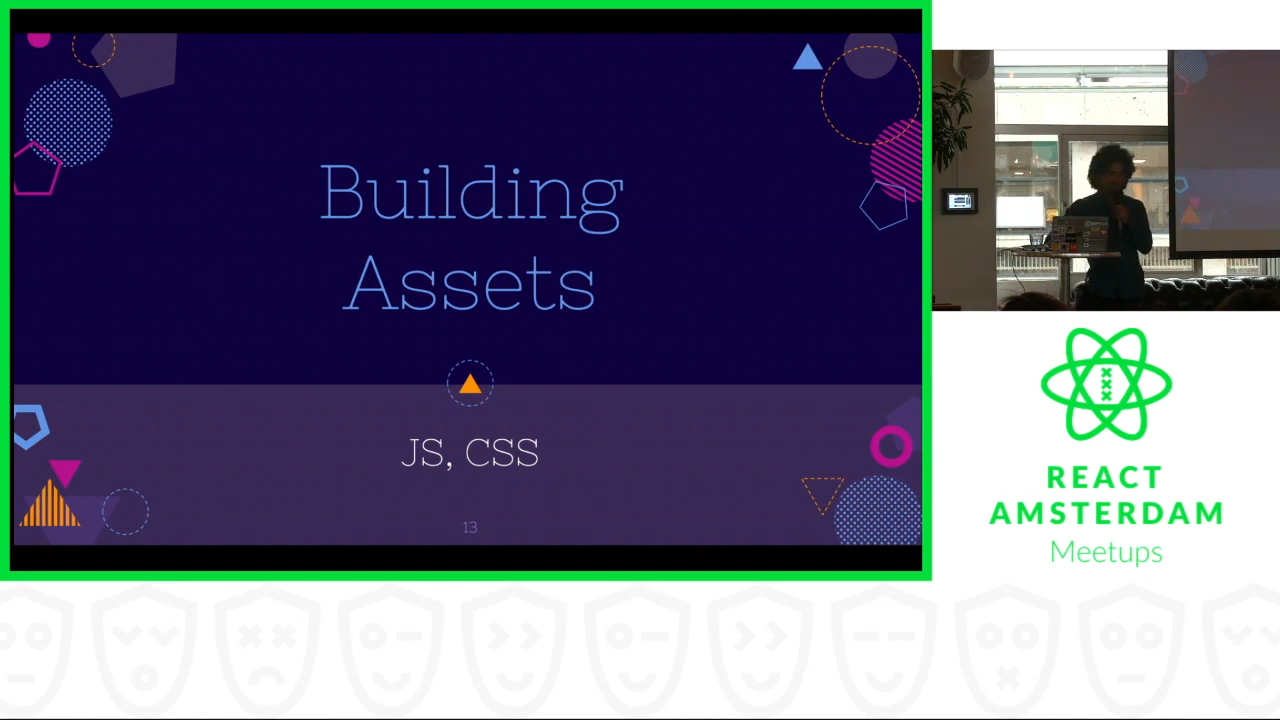 Building
Assets
JS, CSS
13
REACT
AMSTERDAM
Meetups